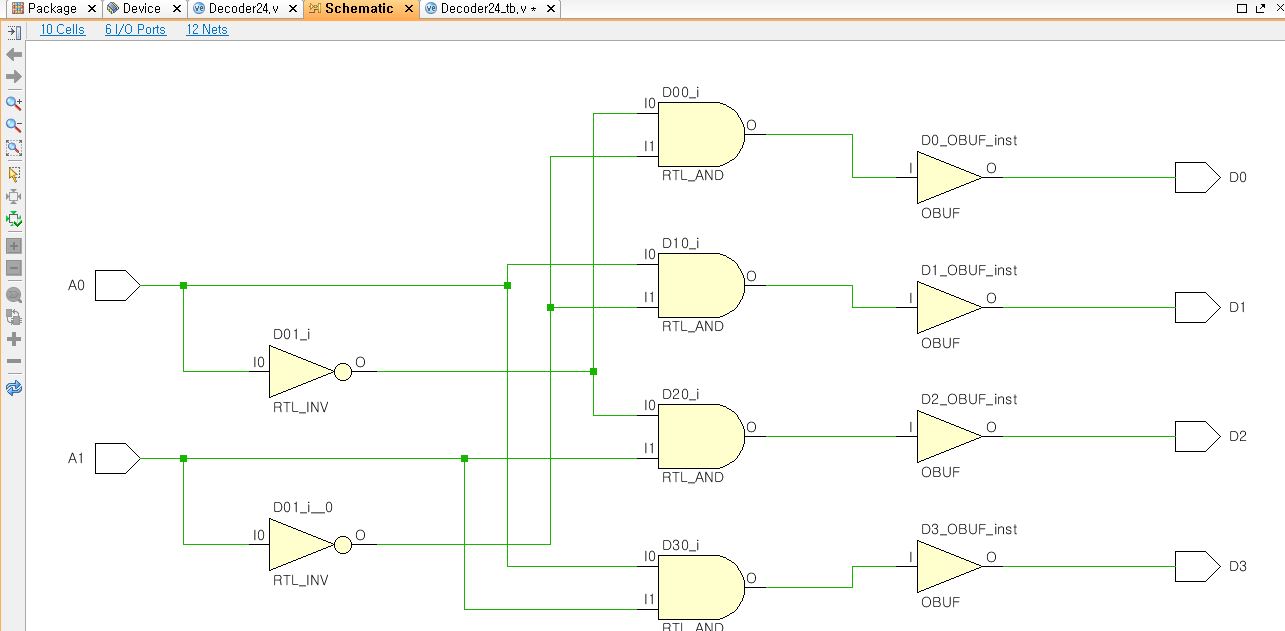 Package Device Decoder24.v Schematic Decoder24_tb.v *
10 Cells 6 I/O Ports 12 Nets
D00_i
I0
O
I1
RTL_AND
D0_OBUF_inst
I
O
D0
OBUF
D10_i
I0
O
I1
RTL_AND
D1_OBUF_inst
I
O
D1
OBUF
A0
D01_i
I0
O
RTL_INV
D20_i
I0
O
I1
RTL_AND
D2_OBUF_inst
I
O
D2
OBUF
A1
D01_i__0
I0
O
RTL_INV
D30_i
I0
O
I1
RTL_AND
D3_OBUF_inst
I
O
D3
OBUF